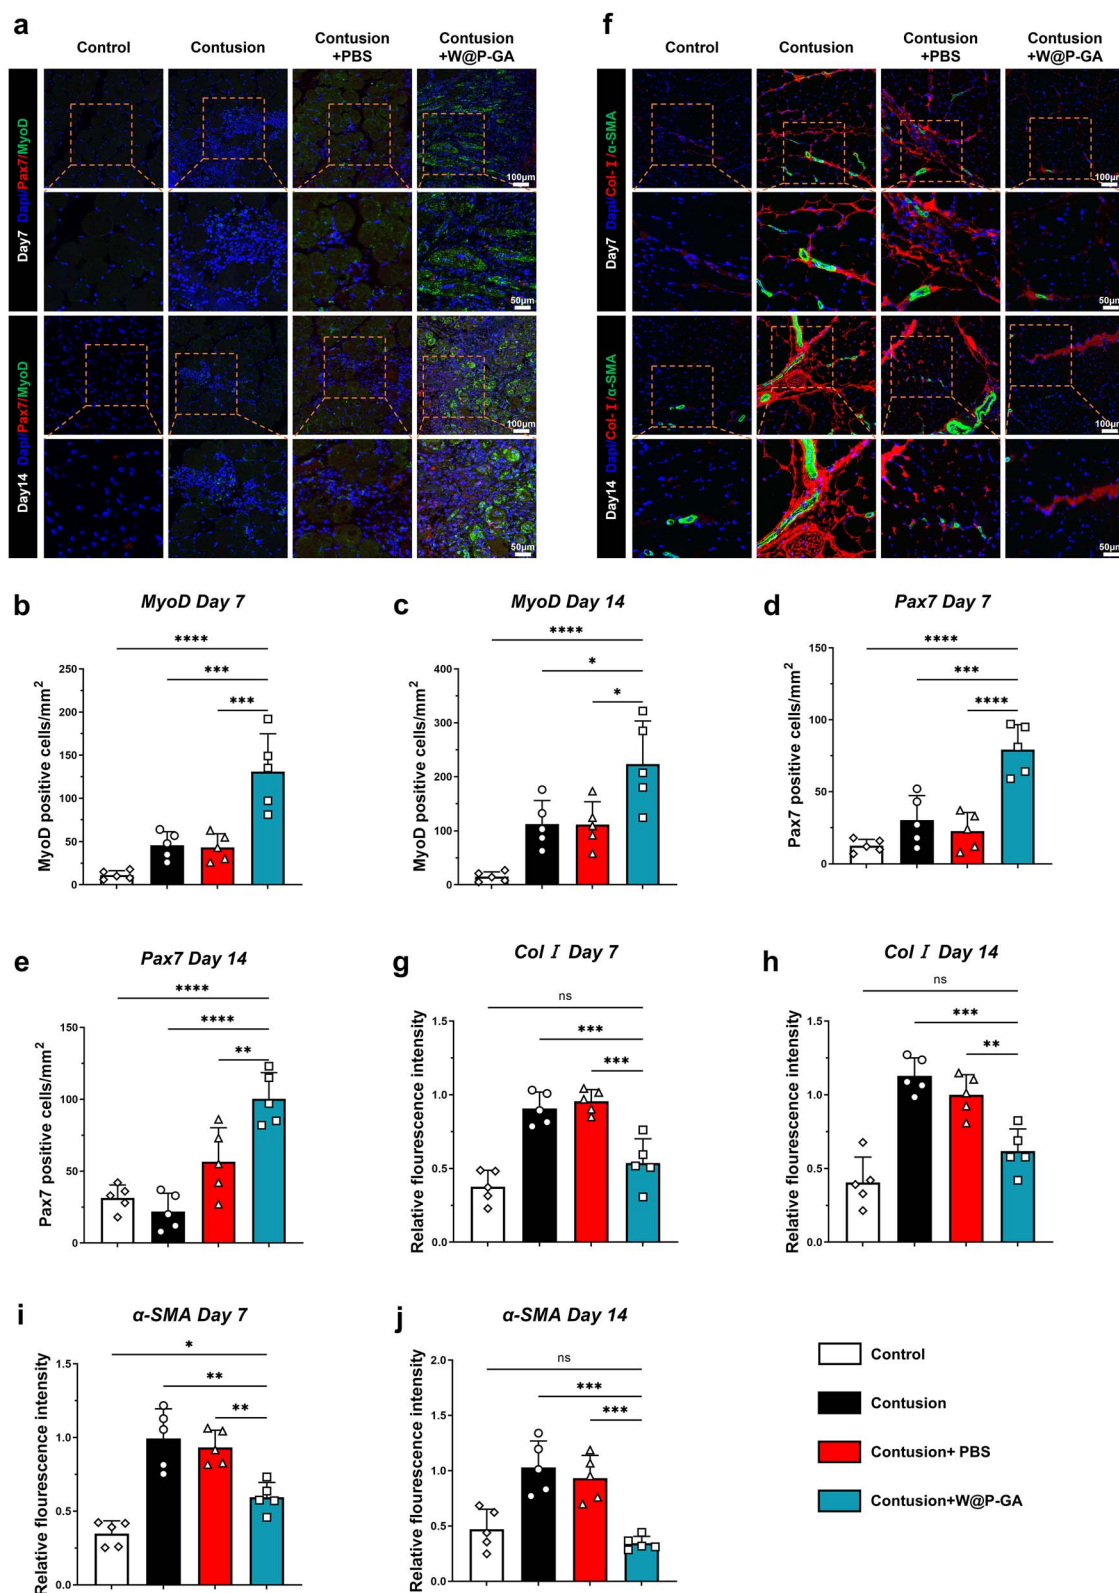 a
Control
Contusion
Contusion
+PBS
Contusion
+W@P-GA
Day7
Dapi/Pax7/MyoD
100μm
50μm
Day14
Dapi/Pax7/MyoD
100μm
50μm
f
Control
Contusion
Contusion
+PBS
Contusion
+W@P-GA
Day7
Dapi/Col-I/α-SMA
100μm
50μm
Day14
Dapi/Col-I/α-SMA
100μm
50μm
b
MyoD Day 7
MyoD positive cells/mm²
250
200
150
100
50
0
****
***
***
c
MyoD Day 14
MyoD positive cells/mm²
400
300
200
100
0
****
*
*
d
Pax7 Day 7
Pax7 positive cells/mm²
150
100
50
0
****
***
****
e
Pax7 Day 14
Pax7 positive cells/mm²
150
100
50
0
****
****
**
g
Col I Day 7
Relative flourescence intensity
1.5
1.0
0.5
0.0
ns
***
***
h
Col I Day 14
Relative flourescence intensity
1.5
1.0
0.5
0.0
ns
***
**
i
α-SMA Day 7
Relative flourescence intensity
1.5
1.0
0.5
0.0
*
**
**
j
α-SMA Day 14
Relative flourescence intensity
2.0
1.5
1.0
0.5
0.0
ns
***
***
Control
Contusion
Contusion+ PBS
Contusion+W@P-GA